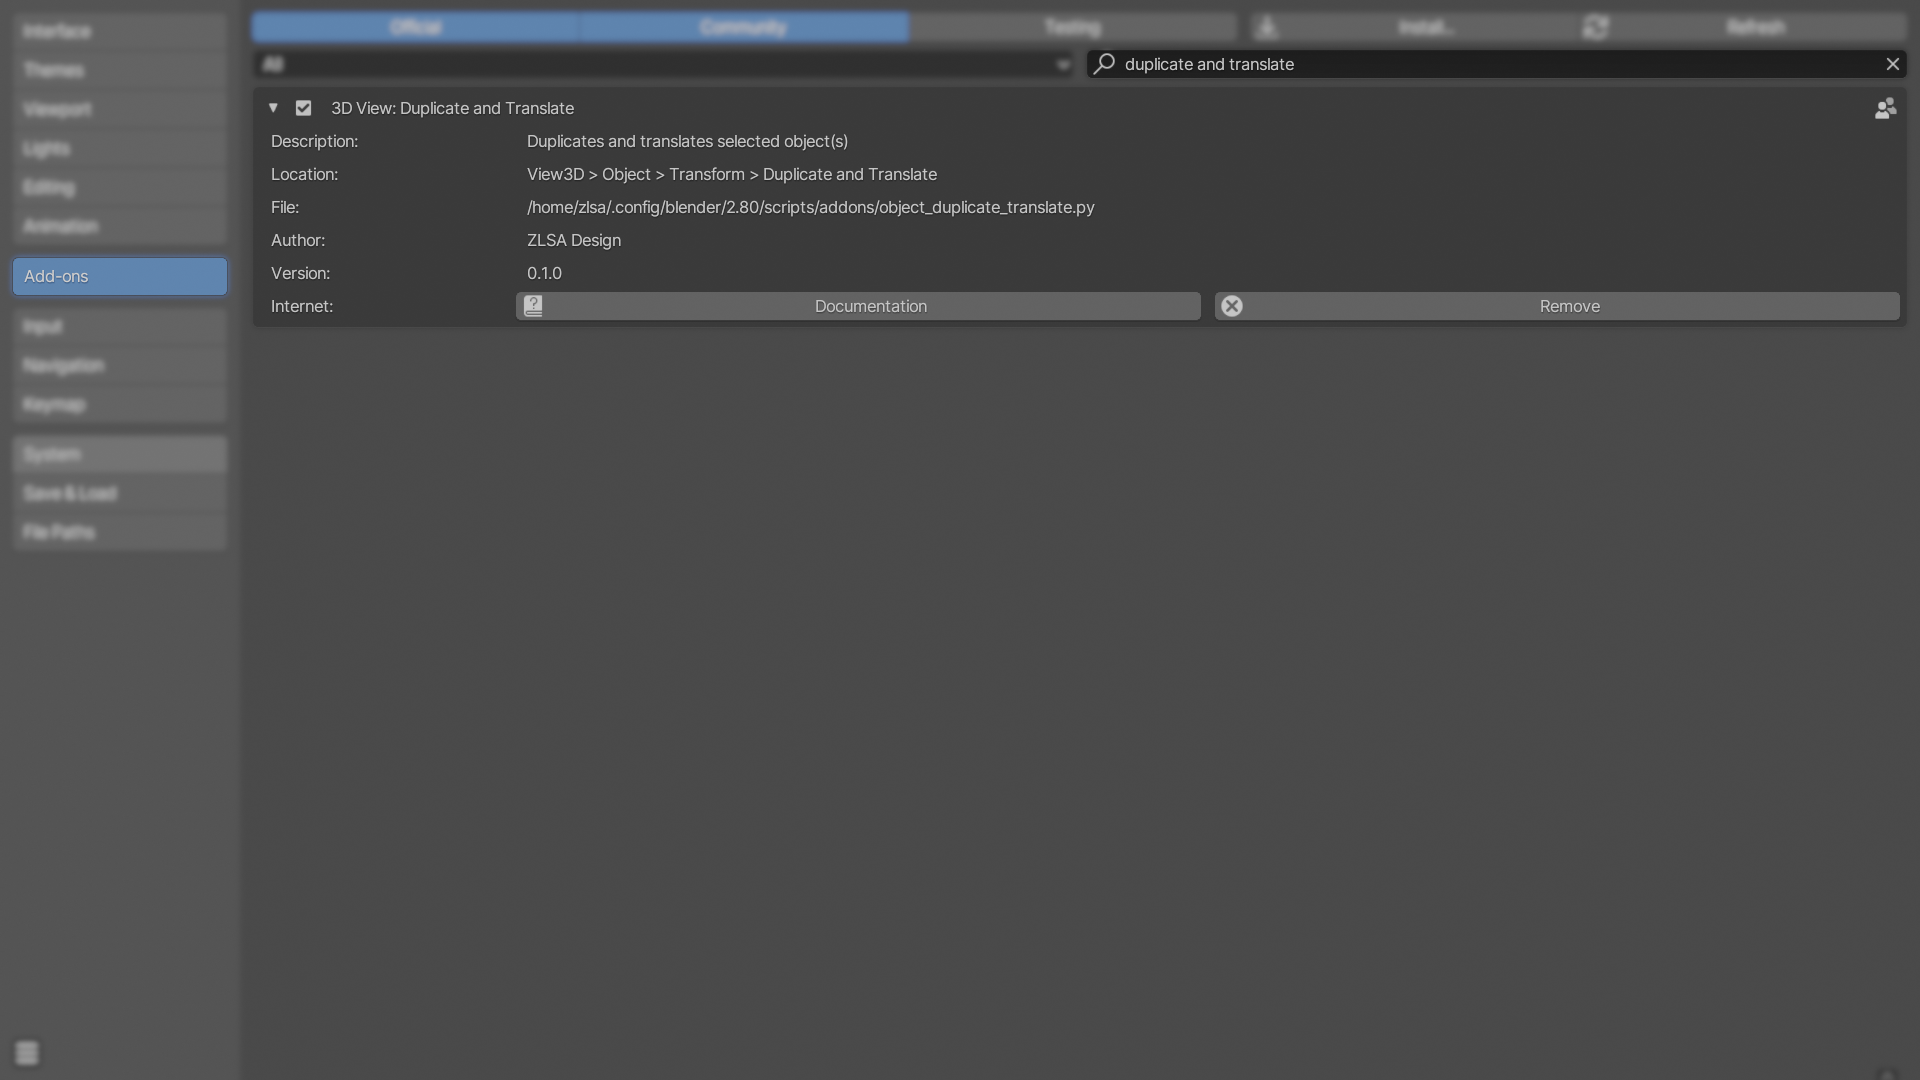 Interface
Themes
Viewport
Lights
Editing
Animation
Add-ons
Input
Navigation
Keymap
System
Save & Load
File Paths
Official
Community
Testing
Install...
Refresh
All
duplicate and translate
3D View: Duplicate and Translate
Description: Duplicates and translates selected object(s)
Location: View3D > Object > Transform > Duplicate and Translate
File: /home/zlsa/.config/blender/2.80/scripts/addons/object_duplicate_translate.py
Author: ZLSA Design
Version: 0.1.0
Internet: Documentation Remove